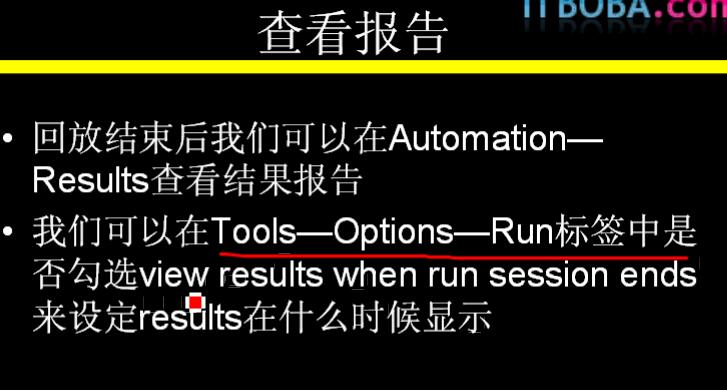 ITBOBA.com
查看报告
• 回放结束后我们可以在Automation—
Results查看结果报告
• 我们可以在Tools—Options—Run标签中是
否勾选view results when run session ends
来设定results在什么时候显示